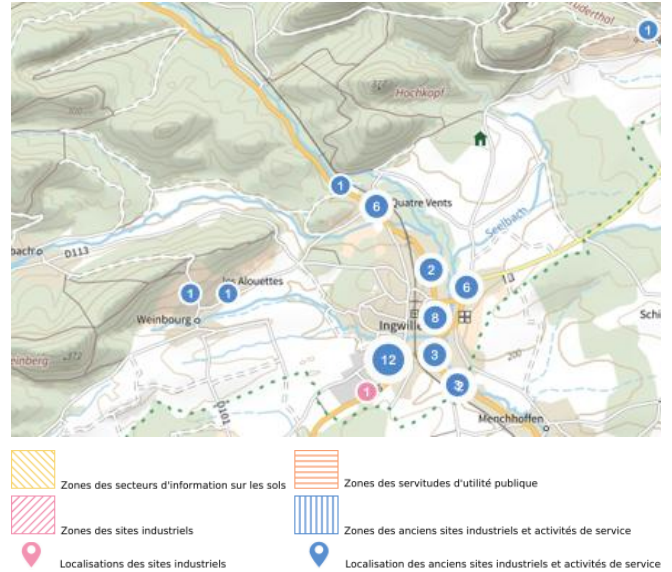 1
Hochkopf
300
1
6
Quatre Vents
Seelbach
D113
2
6
1
1
les Alouettes
Weinbourg
8
Ingwille
3
12
372
1
200
D101
Menchhoffen
Zones des secteurs d'information sur les sols
Zones des servitudes d'utilité publique
Zones des sites industriels
Zones des anciens sites industriels et activités de service
Localisations des sites industriels
Localisation des anciens sites industriels et activités de service